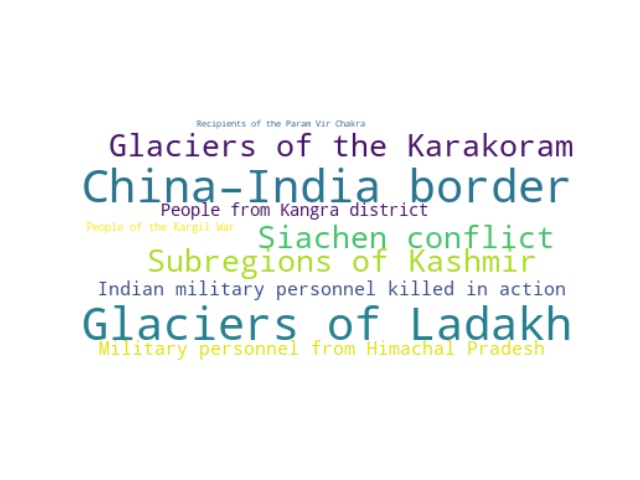 Recipients of the Param Vir Chakra
Glaciers of the Karakoram
China–India border
People from Kangra district
People of the Kargil War
Siachen conflict
Subregions of Kashmir
Indian military personnel killed in action
Glaciers of Ladakh
Military personnel from Himachal Pradesh